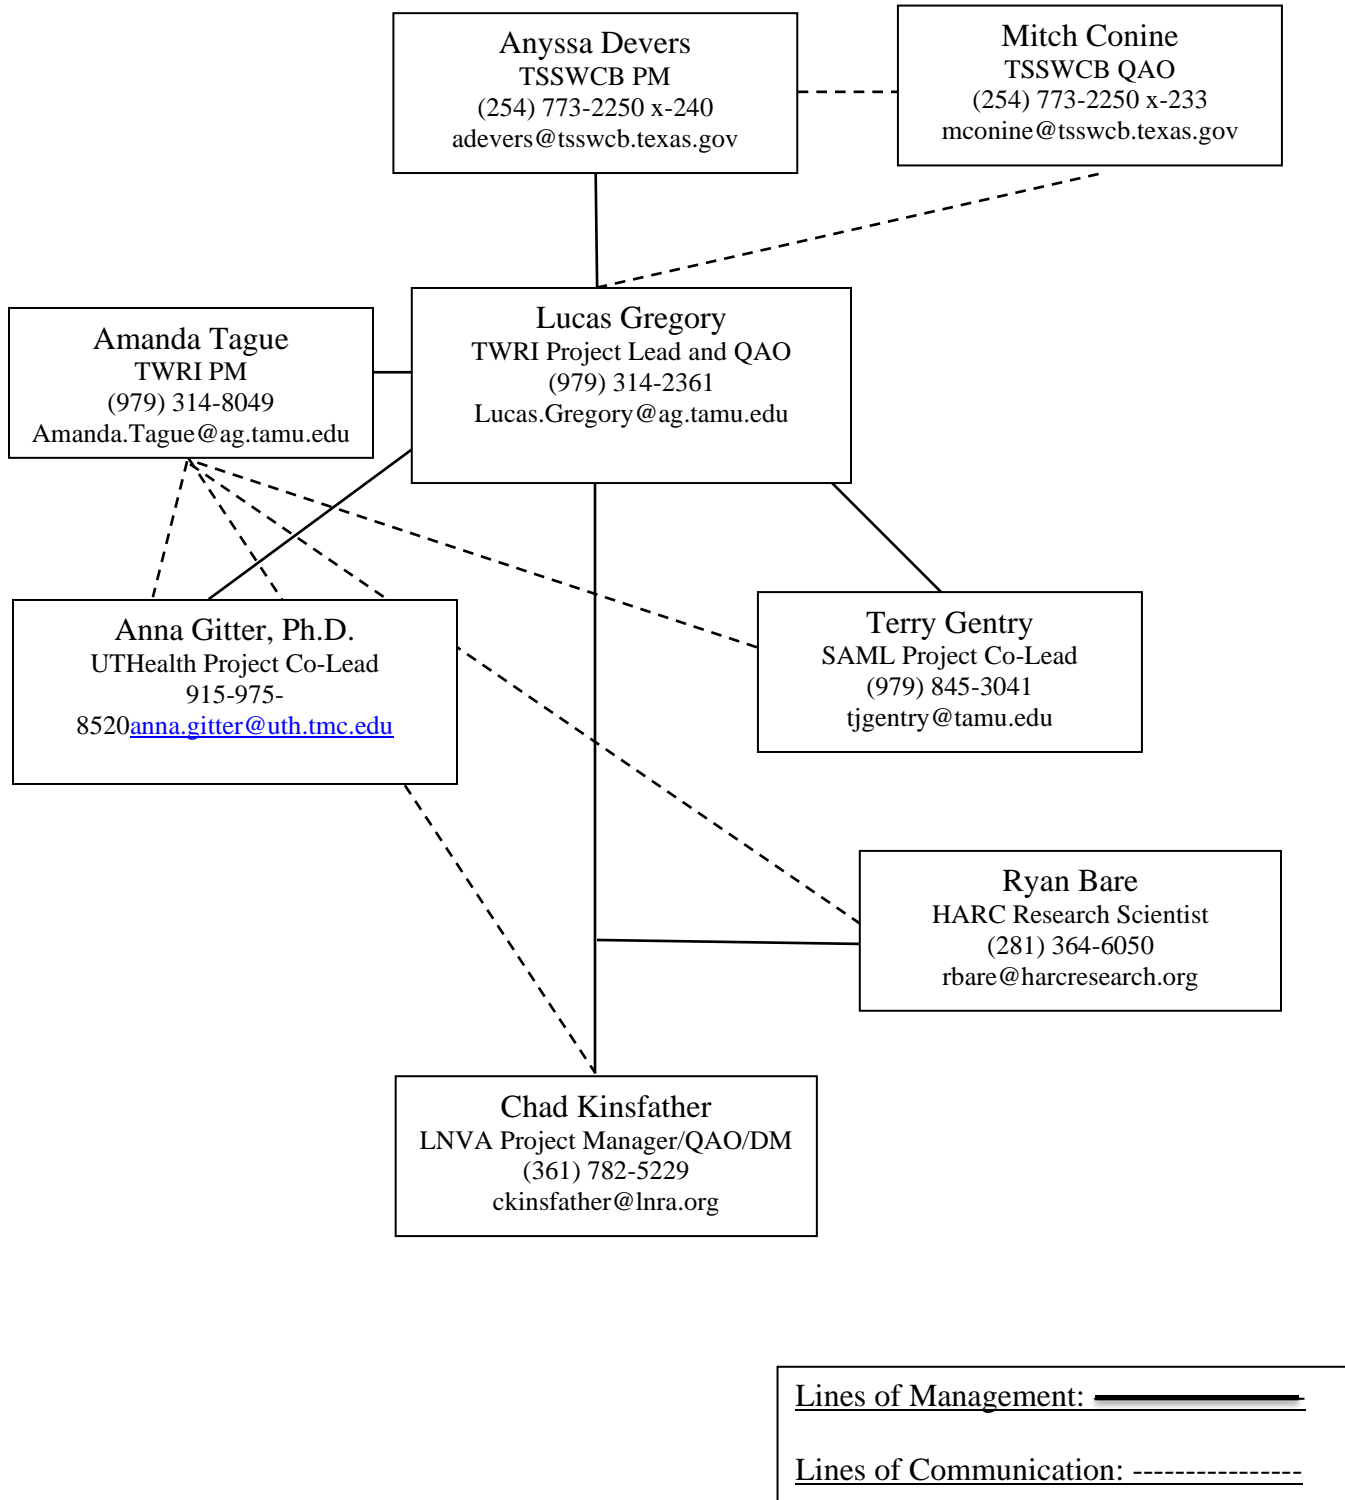 Anyssa Devers
TSSWCB PM
(254) 773-2250 x-240
adevers@tsswcb.texas.gov
Mitch Conine
TSSWCB QAO
(254) 773-2250 x-233
mconine@tsswcb.texas.gov
Amanda Tague
TWRI PM
(979) 314-8049
Amanda.Tague@ag.tamu.edu
Lucas Gregory
TWRI Project Lead and QAO
(979) 314-2361
Lucas.Gregory@ag.tamu.edu
Anna Gitter, Ph.D.
UTHealth Project Co-Lead
915-975-
8520anna.gitter@uth.tmc.edu
Terry Gentry
SAML Project Co-Lead
(979) 845-3041
tjgentry@tamu.edu
Ryan Bare
HARC Research Scientist
(281) 364-6050
rbare@harcresearch.org
Chad Kinsfather
LNVA Project Manager/QAO/DM
(361) 782-5229
ckinsfather@lnra.org
Lines of Management:
Lines of Communication: ----------------